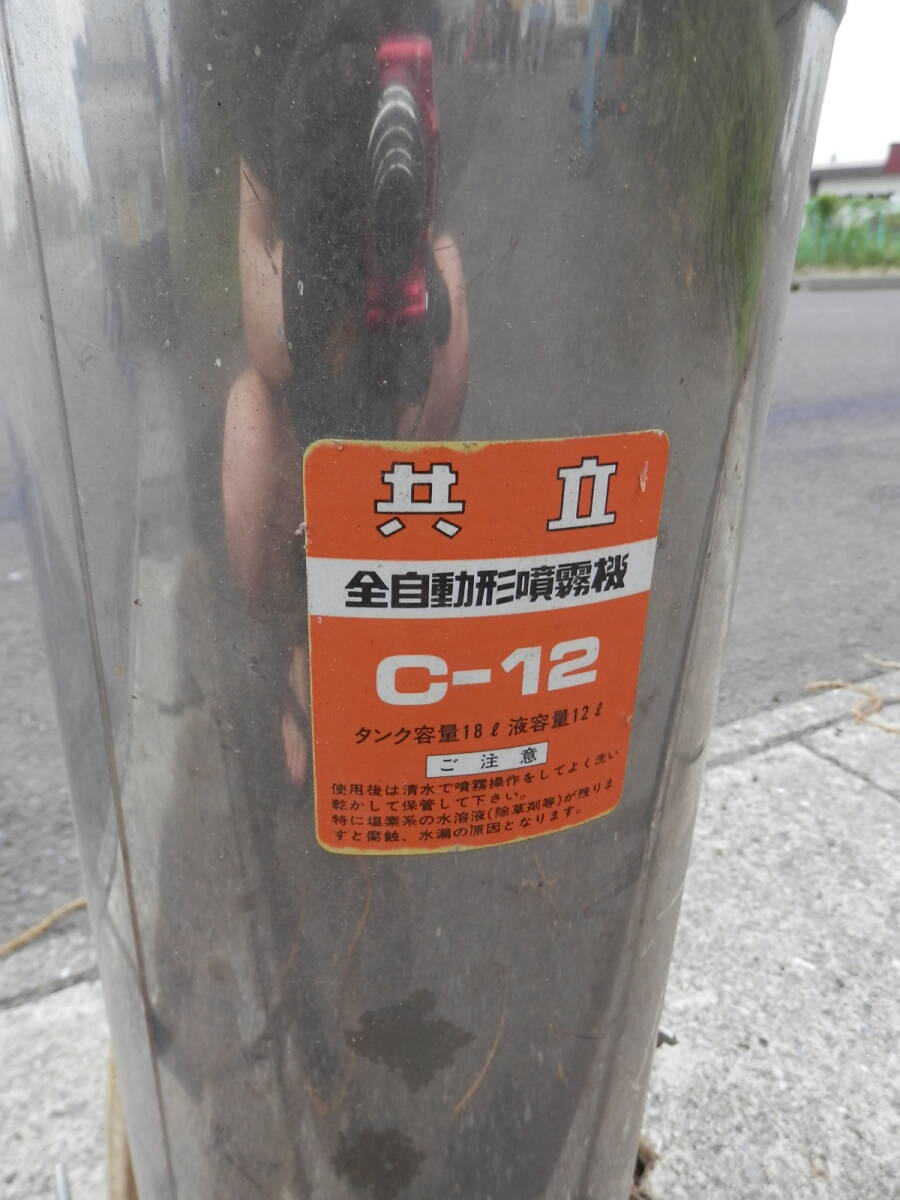 共立
全自動形噴霧機
C-12
タンク容量18ℓ 液容量12ℓ
ご注意
使用後は清水で噴霧操作をしてよく洗い
乾かして保管して下さい。
特に塩素系の水溶液(除草剤等)が残りま
すと腐蝕、水漏の原因となります。